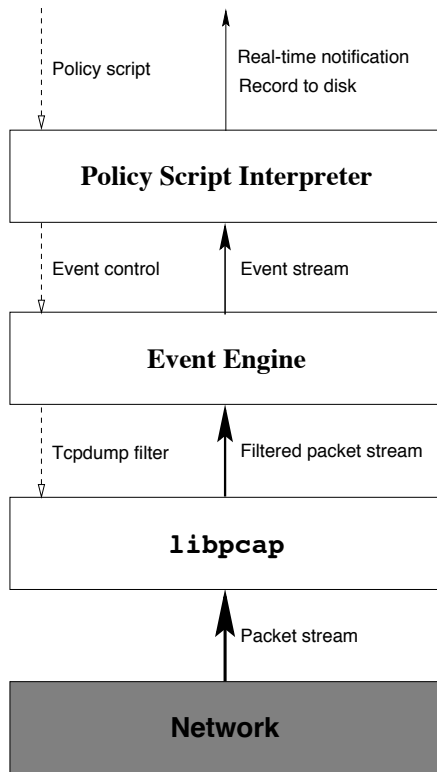 Policy script
Real-time notification
Record to disk
Policy Script Interpreter
Event control
Event stream
Event Engine
Tcpdump filter
Filtered packet stream
libpcap
Packet stream
Network